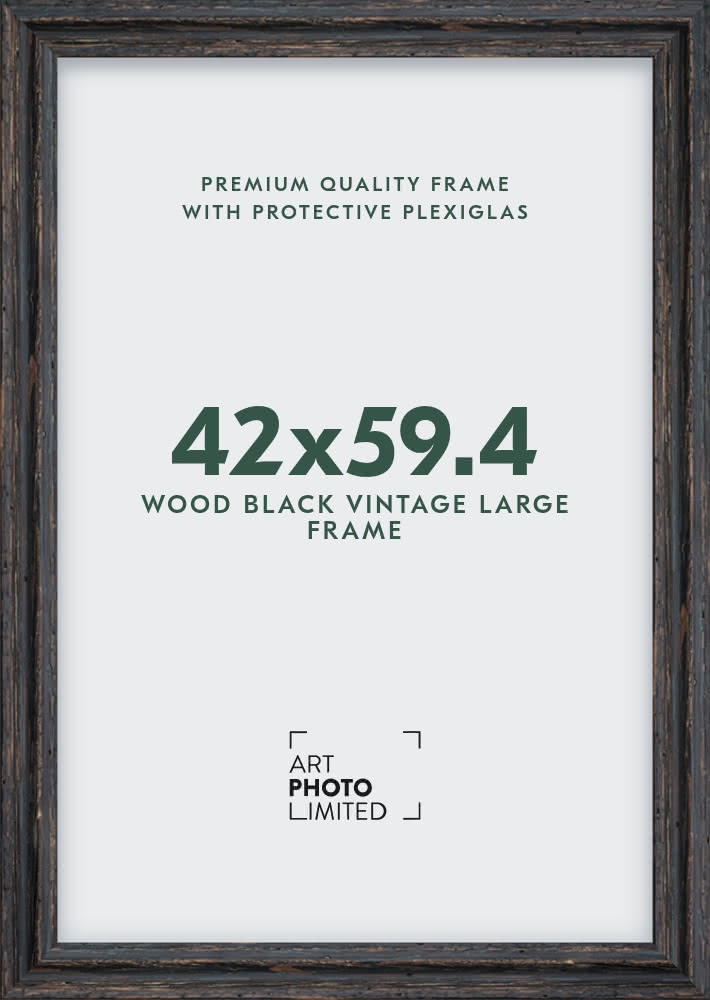 PREMIUM QUALITY FRAME
WITH PROTECTIVE PLEXIGLAS
42x59.4
WOOD BLACK VINTAGE LARGE
FRAME
ART
PHOTO
LIMITED